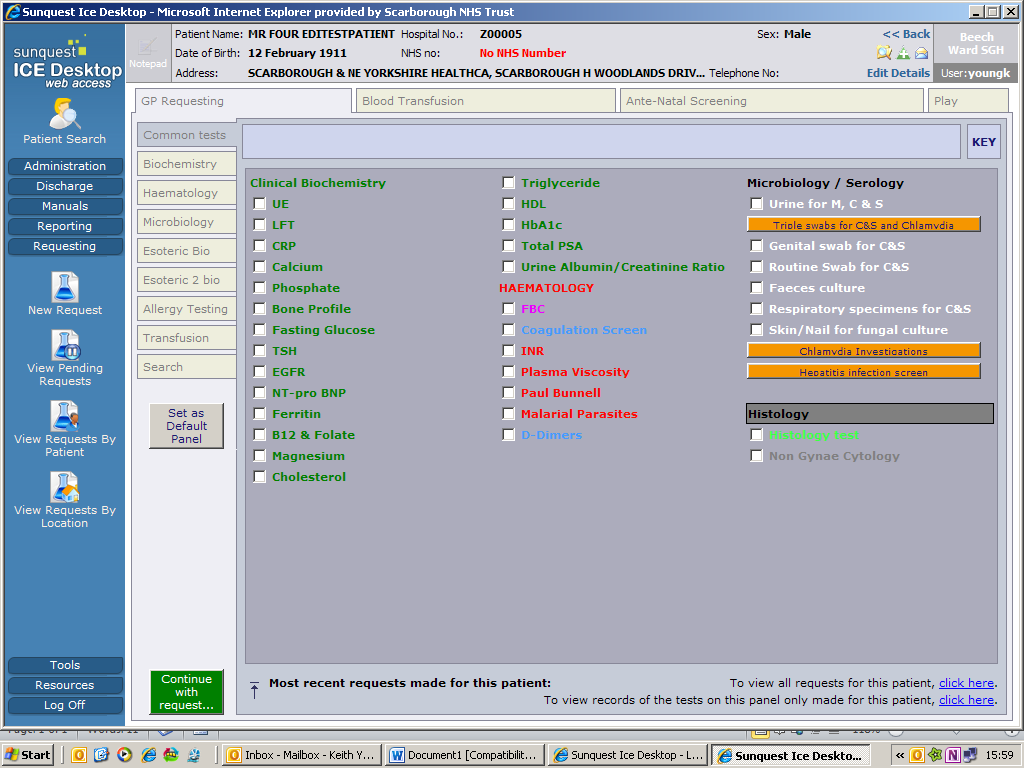 Sunquest Ice Desktop - Microsoft Internet Explorer provided by Scarborough NHS Trust
sunquest
ICE Desktop
web access
Notepad
Patient Name: MR FOUR EDITESTPATIENT Hospital No.: Z00005 Sex: Male << Back
Date of Birth: 12 February 1911 NHS no: No NHS Number
Address: SCARBOROUGH & NE YORKSHIRE HEALTHCA, SCARBOROUGH H WOODLANDS DRIV... Telephone No: Edit Details
Beech
Ward SGH
User:youngk
Patient Search
Administration
Discharge
Manuals
Reporting
Requesting
New Request
View Pending
Requests
View Requests By
Patient
View Requests By
Location
Tools
Resources
Log Off
GP Requesting
Blood Transfusion
Ante-Natal Screening
Play
Common tests
Biochemistry
Haematology
Microbiology
Esoteric Bio
Esoteric 2 bio
Allergy Testing
Transfusion
Search
Set as
Default
Panel
Continue
with
request...
KEY
Clinical Biochemistry
UE
LFT
CRP
Calcium
Phosphate
Bone Profile
Fasting Glucose
TSH
EGFR
NT-pro BNP
Ferritin
B12 & Folate
Magnesium
Cholesterol
Triglyceride
HDL
HbA1c
Total PSA
Urine Albumin/Creatinine Ratio
HAEMATOLOGY
FBC
Coagulation Screen
INR
Plasma Viscosity
Paul Bunnell
Malarial Parasites
D-Dimers
Microbiology / Serology
Urine for M, C & S
Triple swabs for C&S and Chlamydia
Genital swab for C&S
Routine Swab for C&S
Faeces culture
Respiratory specimens for C&S
Skin/Nail for fungal culture
Chlamydia Investigations
Hepatitis infection screen
Histology
Histology test
Non Gynae Cytology
Most recent requests made for this patient:
To view all requests for this patient, click here.
To view records of the tests on this panel only made for this patient, click here.
Start
Inbox - Mailbox - Keith Y...
Document1 [Compatibilit...
Sunquest Ice Desktop - L...
Sunquest Ice Deskto...
15:59